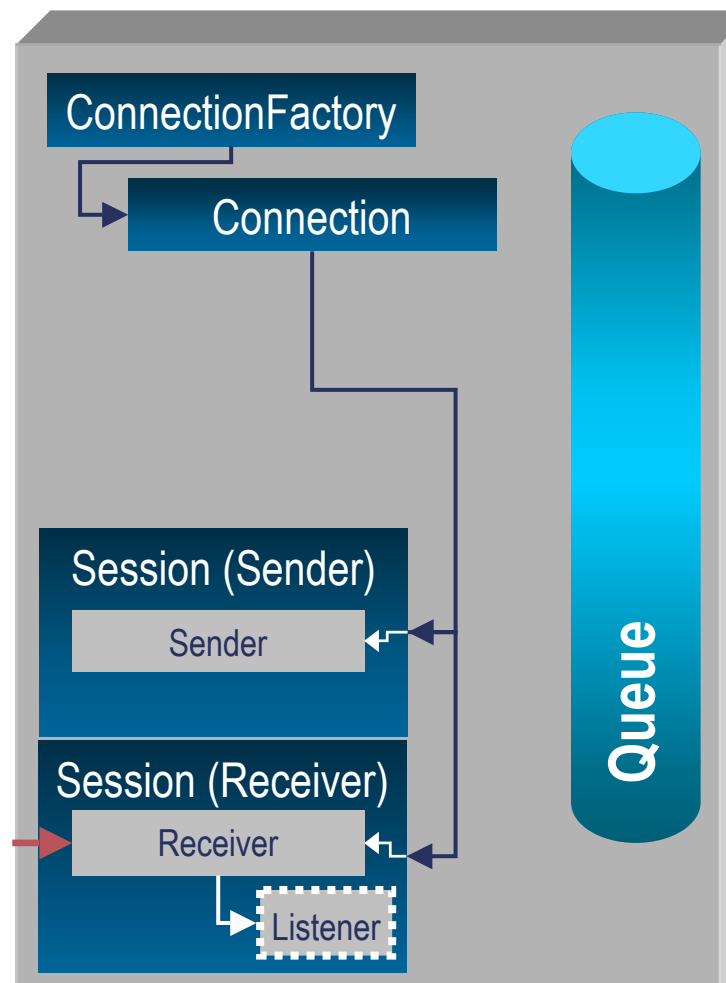 ConnectionFactory
Connection
Session (Sender)
Sender
Session (Receiver)
Receiver
Listener
Queue